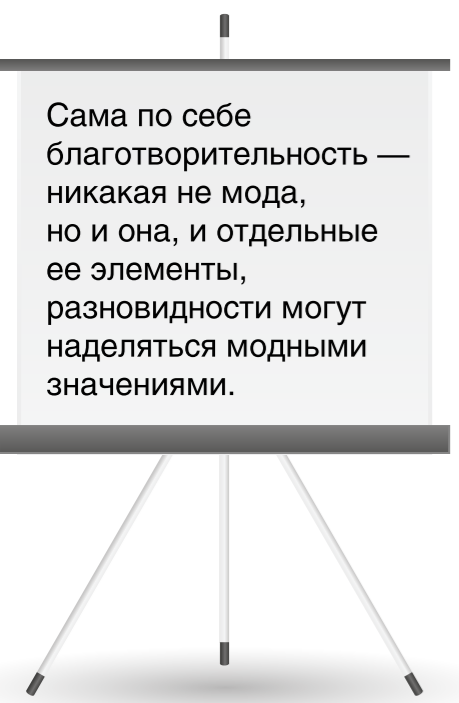 Сама по себе
благотворительность —
никакая не мода,
но и она, и отдельные
ее элементы,
разновидности могут
наделяться модными
значениями.